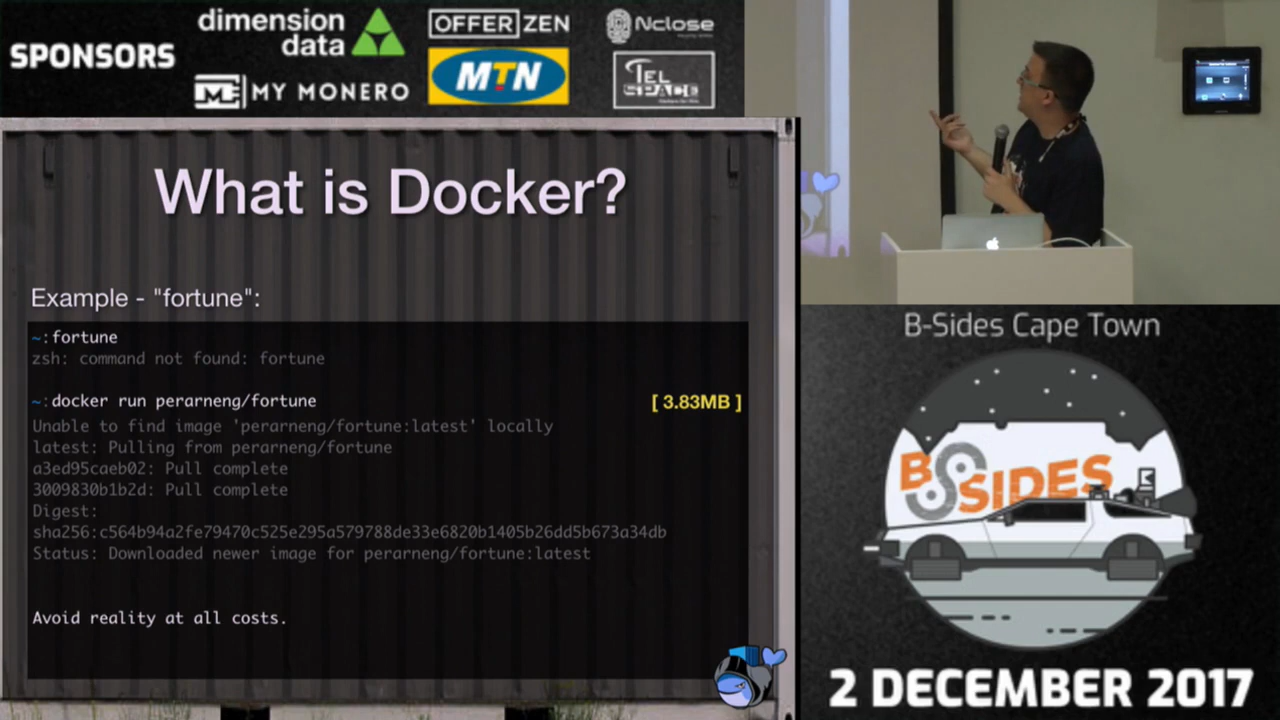 SPONSORS
dimension
data
OFFERZEN
Nclose
MY MONERO
MTN
TEL
SPACE
What is Docker?
Example - "fortune":
~:fortune
zsh: command not found: fortune
~:docker run perarneng/fortune
[ 3.83MB ]
Unable to find image 'perarneng/fortune:latest' locally
latest: Pulling from perarneng/fortune
a3ed95caeb02: Pull complete
3009830b1b2d: Pull complete
Digest:
sha256:c564b94a2fe79470c525e295a579788de33e6820b1405b26dd5b673a34db
Status: Downloaded newer image for perarneng/fortune:latest
Avoid reality at all costs.
B-Sides Cape Town
BSIDES
2 DECEMBER 2017